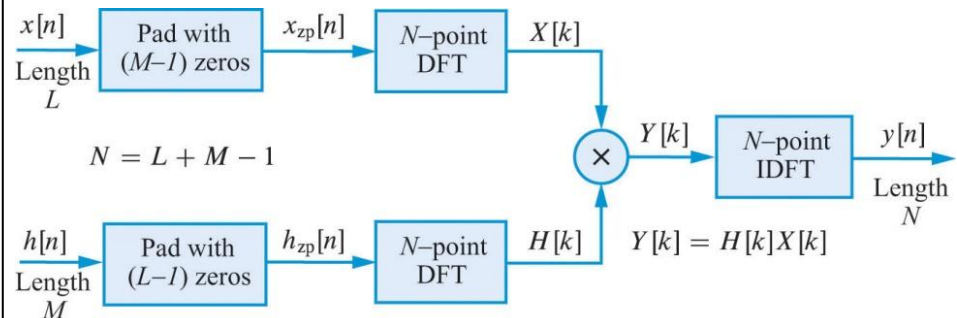 x[n]
Length
L
Pad with
(M–1) zeros
x_zp[n]
N–point
DFT
X[k]
N = L + M − 1
×
Y[k]
N–point
IDFT
y[n]
Length
N
h[n]
Length
M
Pad with
(L–1) zeros
h_zp[n]
N–point
DFT
H[k]
Y[k] = H[k]X[k]